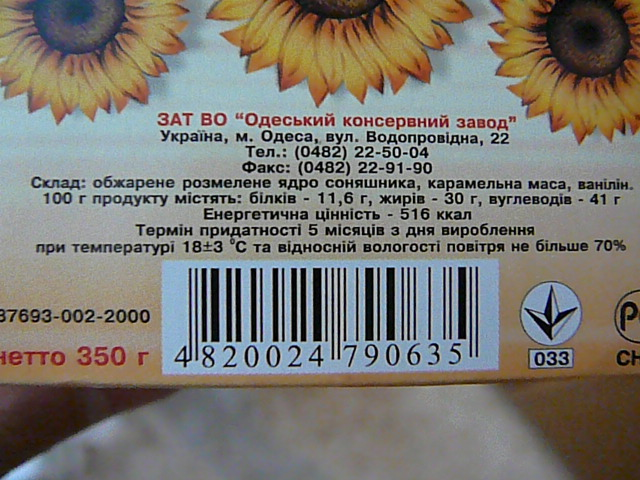 ЗАТ ВО "Одеський консервний завод"
Україна, м. Одеса, вул. Водопровідна, 22
Тел.: (0482) 22-50-04
Факс: (0482) 22-91-90
Склад: обжарене розмелене ядро соняшника, карамельна маса, ванілін.
100 г продукту містять: білків - 11,6 г, жирів - 30 г, вуглеводів - 41 г
Енергетична цінність - 516 ккал
Термін придатності 5 місяців з дня вироблення
при температурі 18±3 °С та відносній вологості повітря не більше 70%
37693-002-2000
нетто 350 г
4 820024 790635
033